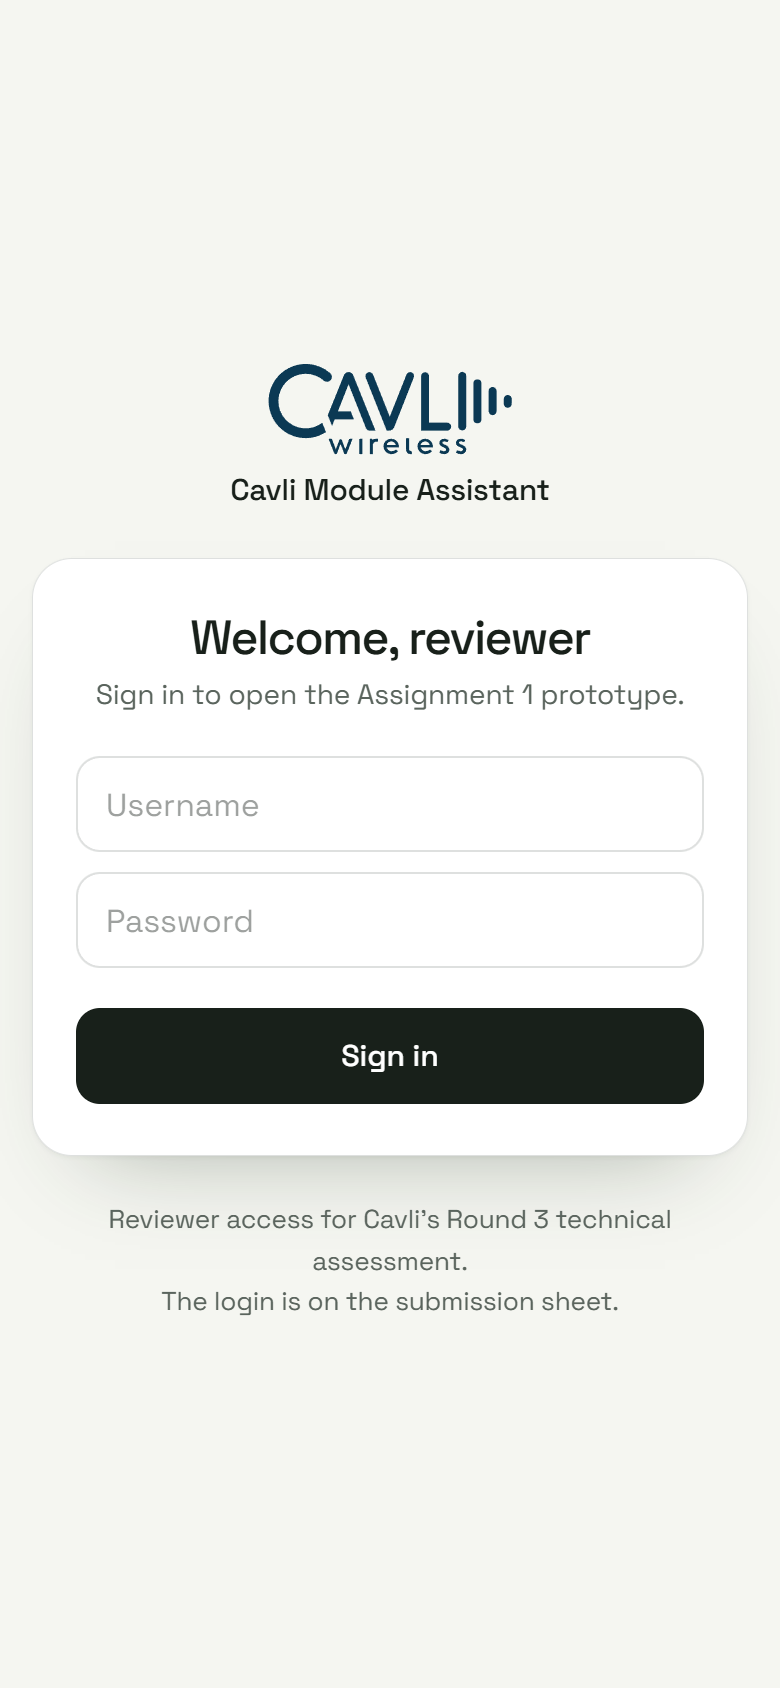 CAVLI
wireless
Cavli Module Assistant
Welcome, reviewer
Sign in to open the Assignment 1 prototype.
Username
Password
Sign in
Reviewer access for Cavli’s Round 3 technical
assessment.
The login is on the submission sheet.